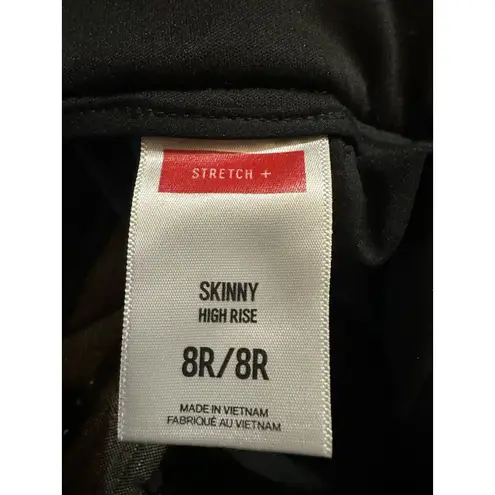 STRETCH +
SKINNY
HIGH RISE
8R/8R
MADE IN VIETNAM
FABRIQUÉ AU VIETNAM